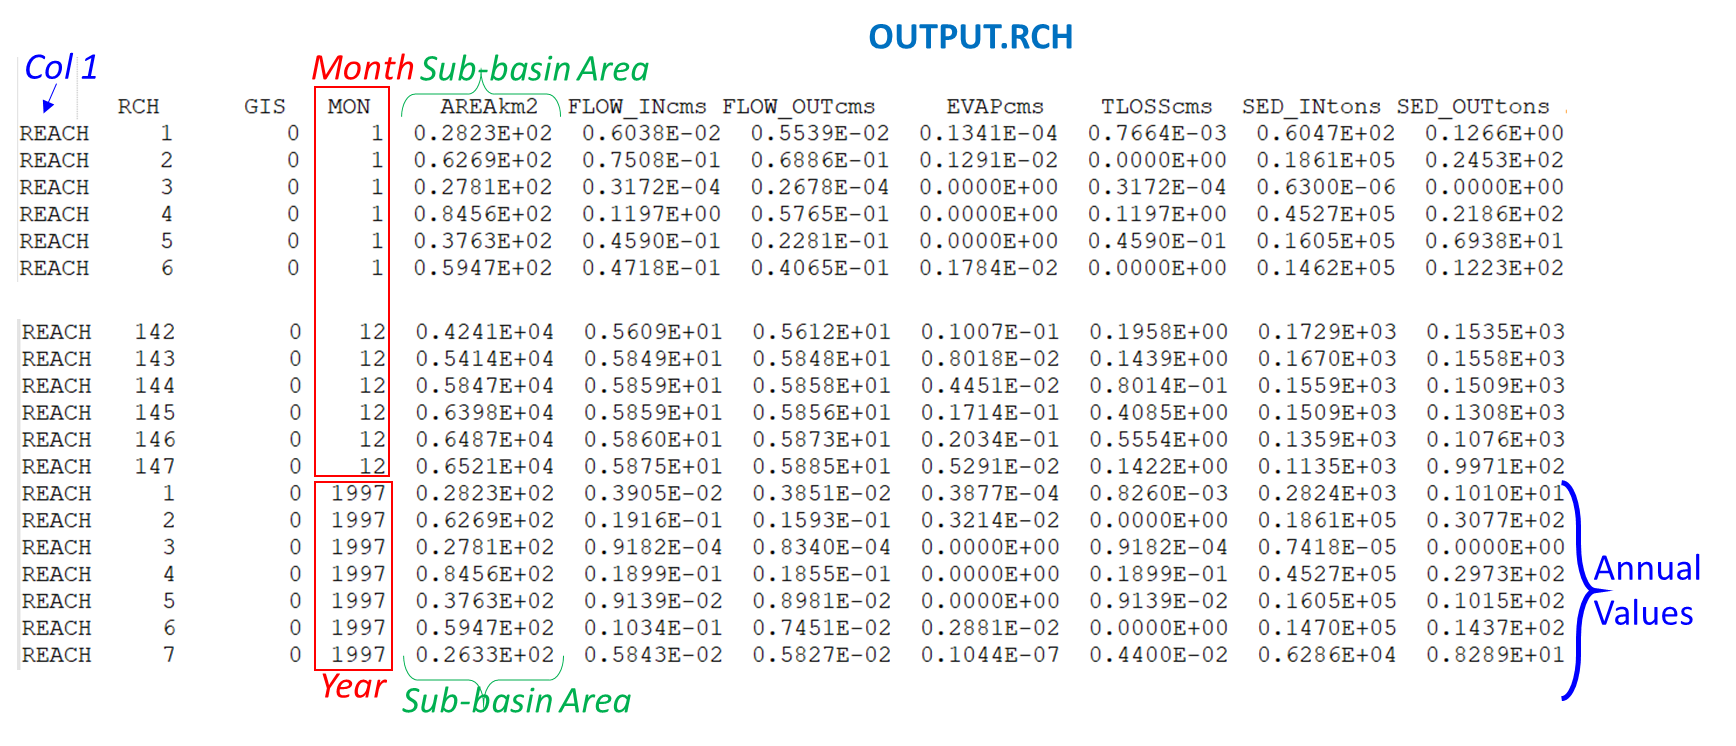 OUTPUT.RCH
Col 1 Month Sub-basin Area
RCH GIS MON AREAkm2 FLOW_INcms FLOW_OUTcms EVAPcms TLOSScms SED_INtons SED_OUTtons
REACH 1 0 1 0.2823E+02 0.6038E-02 0.5539E-02 0.1341E-04 0.7664E-03 0.6047E+02 0.1266E+00
REACH 2 0 1 0.6269E+02 0.7508E-01 0.6886E-01 0.1291E-02 0.0000E+00 0.1861E+05 0.2453E+02
REACH 3 0 1 0.2781E+02 0.3172E-04 0.2678E-04 0.0000E+00 0.3172E-04 0.6300E-06 0.0000E+00
REACH 4 0 1 0.8456E+02 0.1197E+00 0.5765E-01 0.0000E+00 0.1197E+00 0.4527E+05 0.2186E+02
REACH 5 0 1 0.3763E+02 0.4590E-01 0.2281E-01 0.0000E+00 0.4590E-01 0.1605E+05 0.6938E+01
REACH 6 0 1 0.5947E+02 0.4718E-01 0.4065E-01 0.1784E-02 0.0000E+00 0.1462E+05 0.1223E+02
REACH 142 0 12 0.4241E+04 0.5609E+01 0.5612E+01 0.1007E-01 0.1958E+00 0.1729E+03 0.1535E+03
REACH 143 0 12 0.5414E+04 0.5849E+01 0.5848E+01 0.8018E-02 0.1439E+00 0.1670E+03 0.1558E+03
REACH 144 0 12 0.5847E+04 0.5859E+01 0.5858E+01 0.4451E-02 0.8014E-01 0.1559E+03 0.1509E+03
REACH 145 0 12 0.6398E+04 0.5859E+01 0.5856E+01 0.1714E-01 0.4085E+00 0.1509E+03 0.1308E+03
REACH 146 0 12 0.6487E+04 0.5860E+01 0.5873E+01 0.2034E-01 0.5554E+00 0.1359E+03 0.1076E+03
REACH 147 0 12 0.6521E+04 0.5875E+01 0.5885E+01 0.5291E-02 0.1422E+00 0.1135E+03 0.9971E+02
REACH 1 0 1997 0.2823E+02 0.3905E-02 0.3851E-02 0.3877E-04 0.8260E-03 0.2824E+03 0.1010E+01
REACH 2 0 1997 0.6269E+02 0.1916E-01 0.1593E-01 0.3214E-02 0.0000E+00 0.1861E+05 0.3077E+02
REACH 3 0 1997 0.2781E+02 0.9182E-04 0.8340E-04 0.0000E+00 0.9182E-04 0.7418E-05 0.0000E+00
REACH 4 0 1997 0.8456E+02 0.1899E-01 0.1855E-01 0.0000E+00 0.1899E-01 0.4527E+05 0.2973E+02
REACH 5 0 1997 0.3763E+02 0.9139E-02 0.8981E-02 0.0000E+00 0.9139E-02 0.1605E+05 0.1015E+02
REACH 6 0 1997 0.5947E+02 0.1034E-01 0.7451E-02 0.2881E-02 0.0000E+00 0.1470E+05 0.1437E+02
REACH 7 0 1997 0.2633E+02 0.5843E-02 0.5827E-02 0.1044E-07 0.4400E-02 0.6286E+04 0.8289E+01
Annual
Values
Year
Sub-basin Area